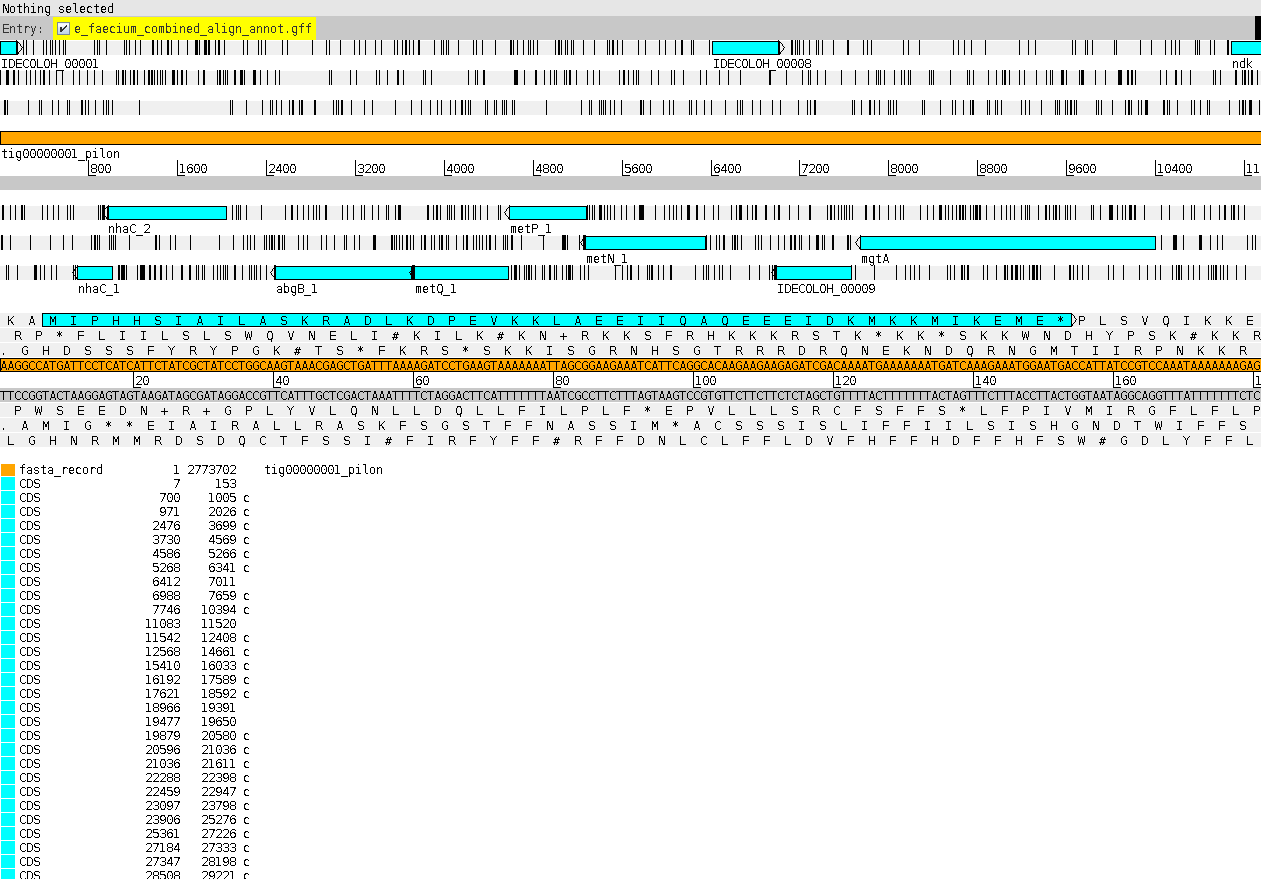 Nothing selected
Entry: e_faecium_combined_align_annot.gff
IDECOLOH_00001 IDECOLOH_00008 ndk
tig00000001_pilon
800 1600 2400 3200 4000 4800 5600 6400 7200 8000 8800 9600 10400 11
nhaC_2 metP_1
metN_1 mgtA
nhaC_1 abgB_1 metQ_1 IDECOLOH_00009
K A M I P H H S I A I L A S K R A D L K D P E V K K L A E E I I Q A Q E E E I D K M K K M I K E M E * P L S V Q I K K E
R P * F L I I L S L S W Q V N E L I # K I L K # K N + R K K S F R H K K K R S T K * K K * S K K W N D H Y P S K # K K R
. G H D S S S F Y R Y P G K # T S * F K R S * S K K I S G R N H S G T R R R D R Q N E K N D Q R N G M T I I R P N K K R
20 40 60 80 100 120 140 160 1
P W S E E D N + R + G P L Y V L Q N L L D Q L L F I L P L F * E P V L L L S R C F S F F S * L F P I V M I R G F L F L P
. A M I G * * E I A I R A L L R A S K F S G S T F F N A S S I M * A C S S S I S L I F F I L S I S H G N D T W I F F S
L G H N R M M R D S D Q C T F S S I # F I R F Y F F # R F F D N L C L F F L D V F H F F H D F F H F S W # G D L Y F F L
fasta_record 1 2773702 tig00000001_pilon
CDS 7 153
CDS 700 1005 c
CDS 971 2026 c
CDS 2476 3699 c
CDS 3730 4569 c
CDS 4586 5266 c
CDS 5268 6341 c
CDS 6412 7011
CDS 6988 7659 c
CDS 7746 10394 c
CDS 11083 11520
CDS 11542 12408 c
CDS 12568 14661 c
CDS 15410 16033 c
CDS 16192 17589 c
CDS 17621 18592 c
CDS 18966 19391
CDS 19477 19650
CDS 19879 20580 c
CDS 20596 21036 c
CDS 21036 21611 c
CDS 22288 22398 c
CDS 22459 22947 c
CDS 23097 23798 c
CDS 23906 25276 c
CDS 25361 27226 c
CDS 27184 27333 c
CDS 27347 28198 c
CDS 28508 29221 c